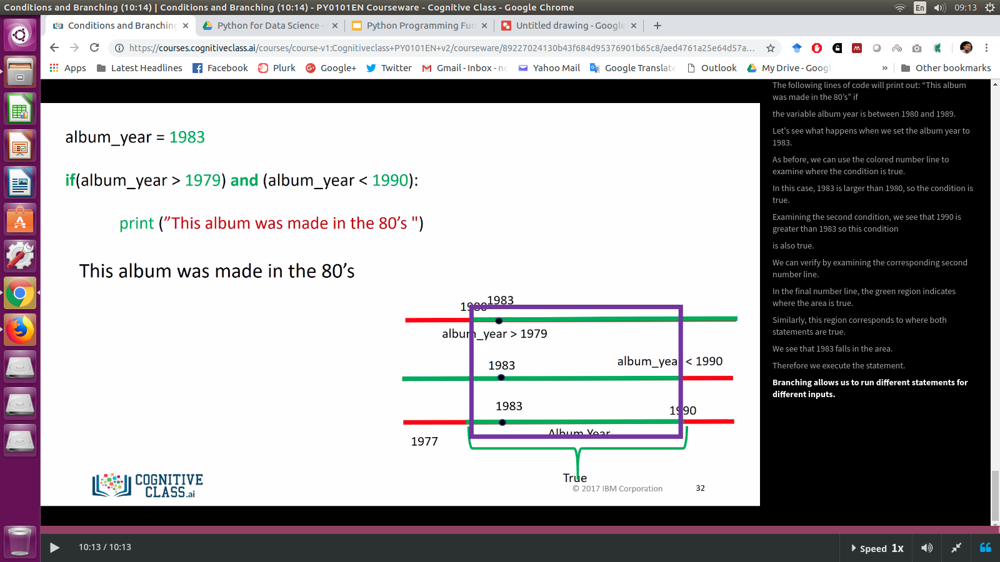 Conditions and Branching (10:14) | Conditions and Branching (10:14) - PY0101EN Courseware - Cognitive Class - Google Chrome
En
09:13
Conditions and Branching
Python for Data Science -
Python Programming Fun
Untitled drawing - Google
https://courses.cognitiveclass.ai/courses/course-v1:Cognitiveclass+PY0101EN+v2/courseware/89227024130b43f684d95376901b65c8/aed4761a25e64d57a...
Apps
Latest Headlines
Facebook
Plurk
Google+
Twitter
Gmail - Inbox - no
Yahoo Mail
Google Translate
Outlook
My Drive - Googl
»
Other bookmarks
album_year = 1983
if(album_year > 1979) and (album_year < 1990):
print (”This album was made in the 80’s ")
This album was made in the 80’s
1983
1980
album_year > 1979
1983
album_year < 1990
1983
1990
Album Year
1977
True
COGNITIVE
CLASS.ai
© 2017 IBM Corporation
32
The following lines of code will print out: “This album
was made in the 80’s” if
the variable album year is between 1980 and 1989.
Let's see what happens when we set the album year to
1983.
As before, we can use the colored number line to
examine where the condition is true.
In this case, 1983 is larger than 1980, so the condition is
true.
Examining the second condition, we see that 1990 is
greater than 1983 so this condition
is also true.
We can verify by examining the corresponding second
number line.
In the final number line, the green region indicates
where the area is true.
Similarly, this region corresponds to where both
statements are true.
We see that 1983 falls in the area.
Therefore we execute the statement.
Branching allows us to run different statements for
different inputs.
10:13 / 10:13
Speed 1x